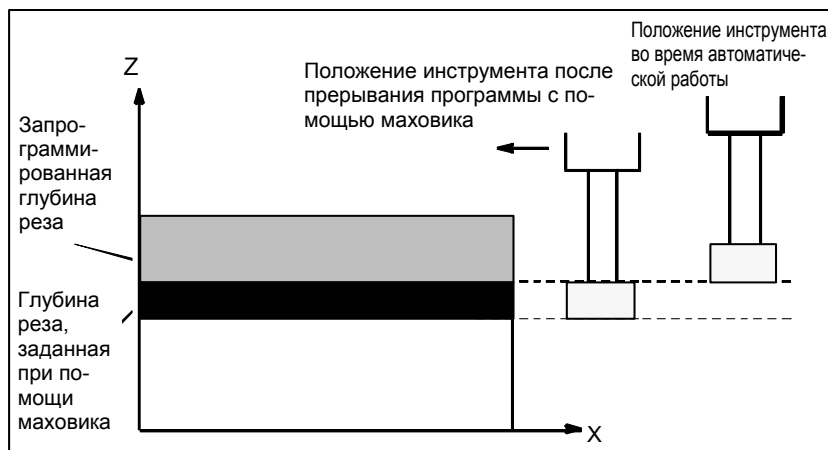 Положение инструмента
во время автоматиче-
ской работы
Z
Положение инструмента после
прерывания программы с по-
мощью маховика
Запро-
граммил-
рованная
глубина
реза
Глубина
реза,
заданная
при по-
мощи
маховика
X